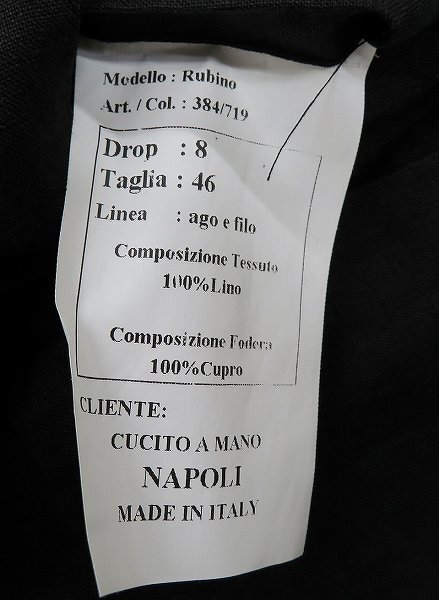 Modello : Rubino
Art. / Col. : 384/719
Drop : 8
Taglia : 46
Linea : ago e filo
Composizione Tessuto
100%Lino
Composizione Fodera
100%Cupro
CLIENTE:
CUCITO A MANO
NAPOLI
MADE IN ITALY